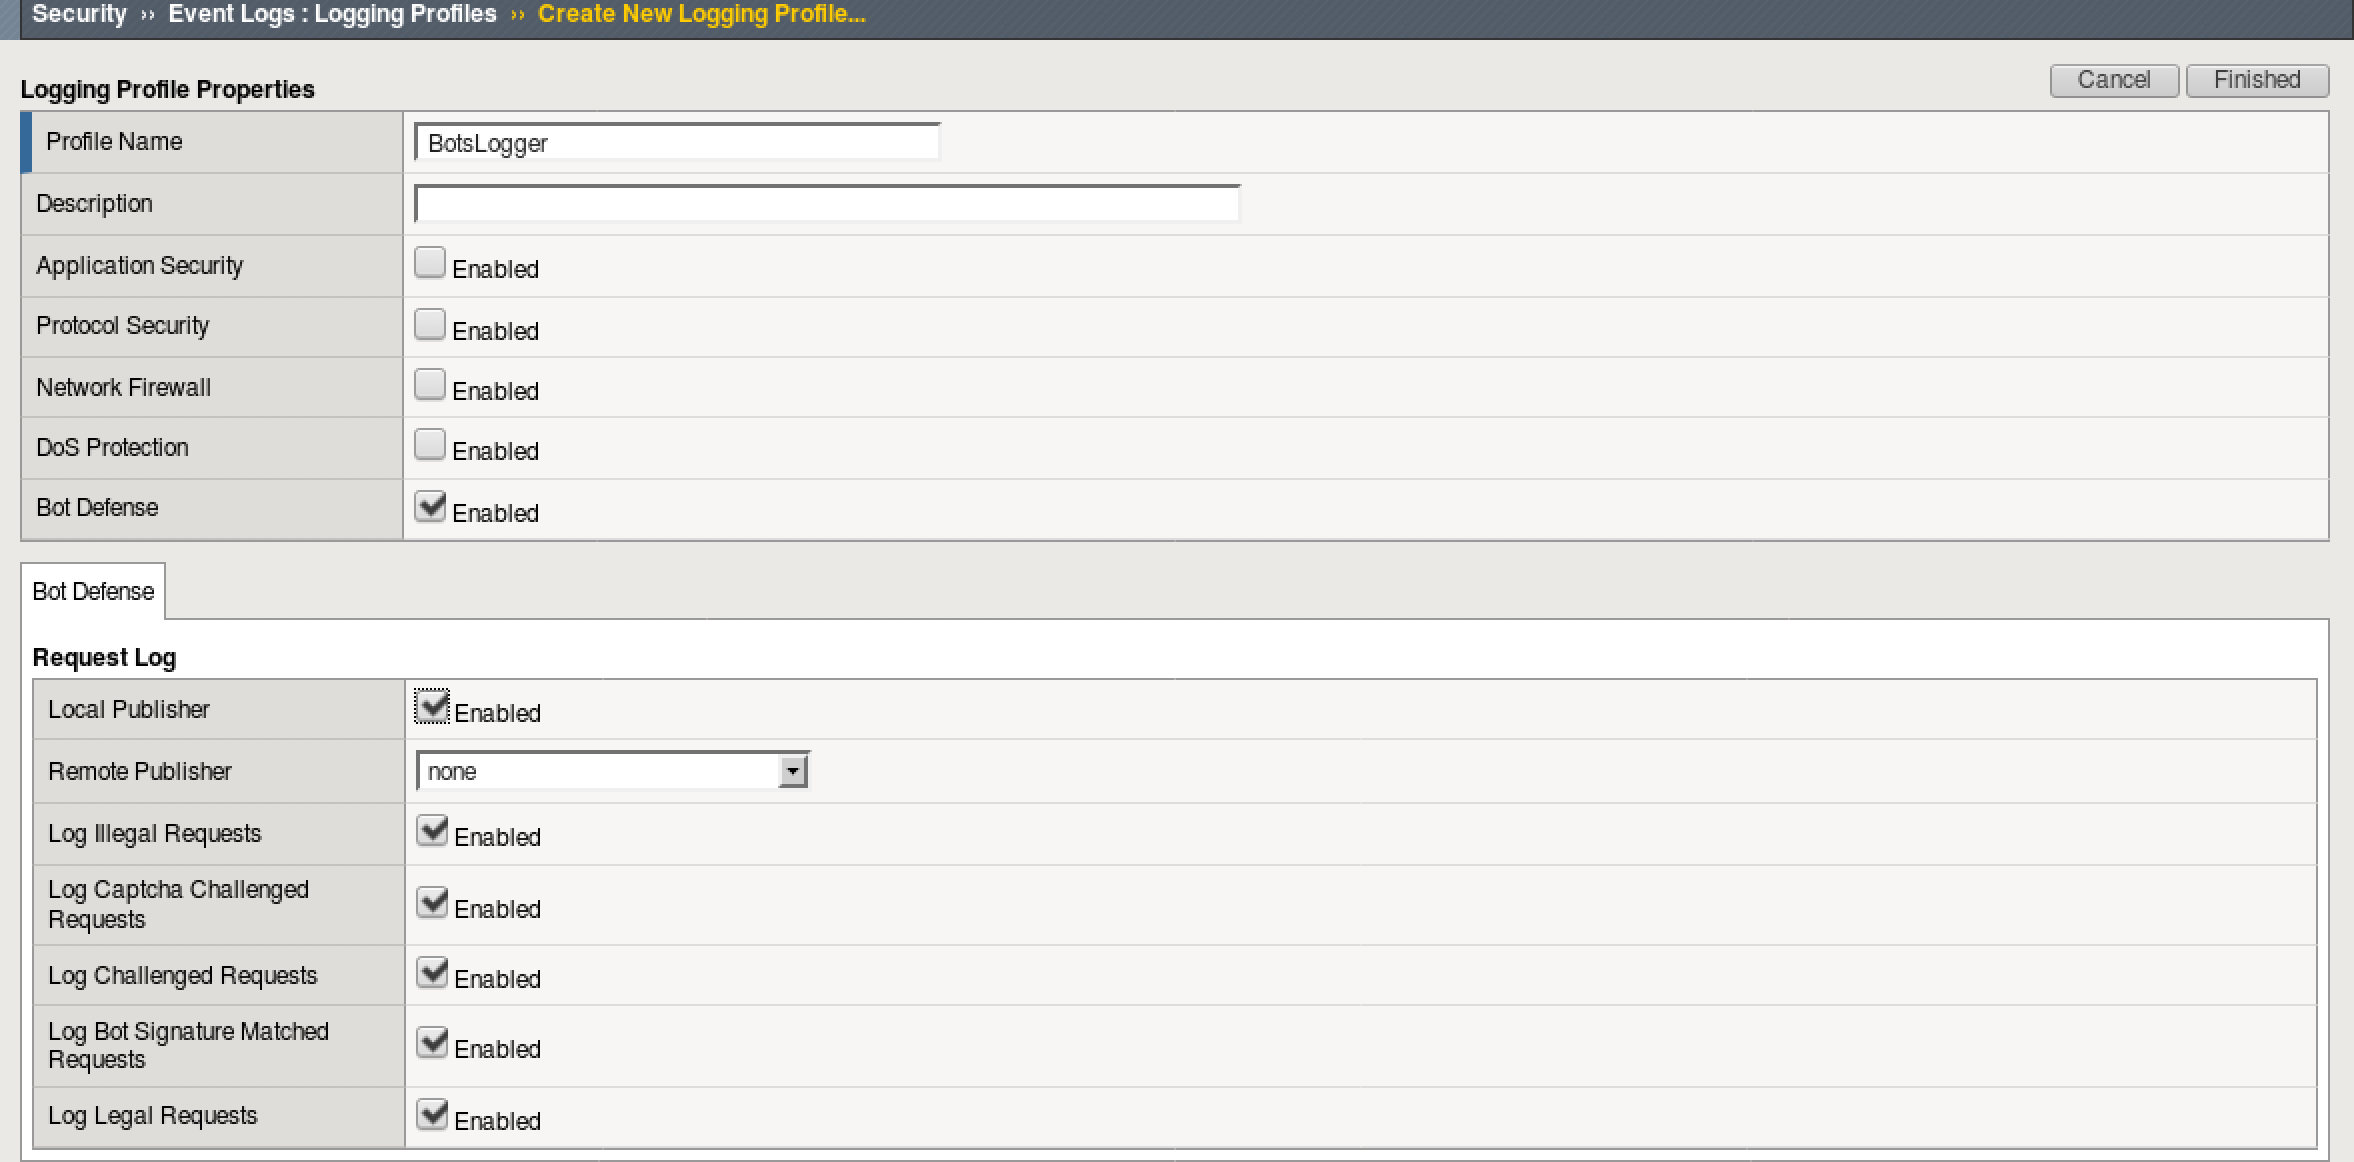 Security ›› Event Logs : Logging Profiles ›› Create New Logging Profile...
Logging Profile Properties
Cancel Finished
Profile Name BotsLogger
Description
Application Security Enabled
Protocol Security Enabled
Network Firewall Enabled
DoS Protection Enabled
Bot Defense Enabled
Bot Defense
Request Log
Local Publisher Enabled
Remote Publisher none
Log Illegal Requests Enabled
Log Captcha Challenged
Requests Enabled
Log Challenged Requests Enabled
Log Bot Signature Matched
Requests Enabled
Log Legal Requests Enabled